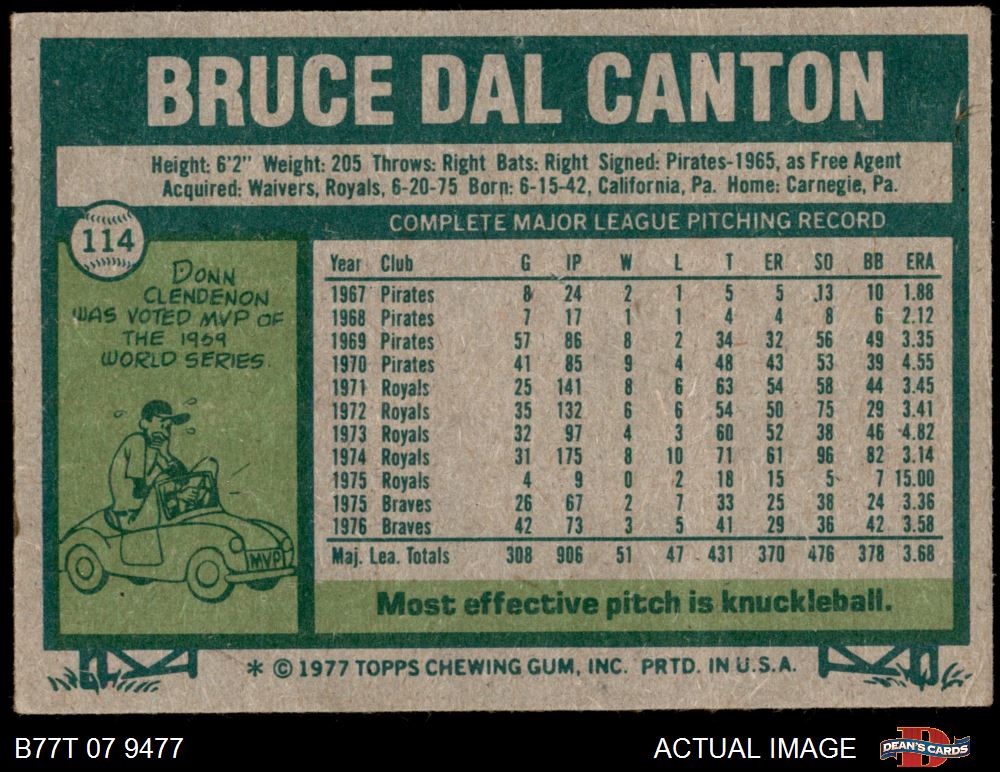 BRUCE DAL CANTON
Height: 6'2" Weight: 205 Throws: Right Bats: Right Signed: Pirates-1965, as Free Agent
Acquired: Waivers, Royals, 6-20-75 Born: 6-15-42, California, Pa. Home: Carnegie, Pa.
114
DONN
CLENDENON
WAS VOTED MVP OF
THE 1969
WORLD SERIES.
MVP
COMPLETE MAJOR LEAGUE PITCHING RECORD
Year Club G IP W L T ER SO BB ERA
1967 Pirates 8 24 2 1 5 5 13 10 1.88
1968 Pirates 7 17 1 1 4 4 8 6 2.12
1969 Pirates 57 86 8 2 34 32 56 49 3.35
1970 Pirates 41 85 9 4 48 43 53 39 4.55
1971 Royals 25 141 8 6 63 54 58 44 3.45
1972 Royals 35 132 6 6 54 50 75 29 3.41
1973 Royals 32 97 4 3 60 52 38 46 4.82
1974 Royals 31 175 8 10 71 61 96 82 3.14
1975 Royals 4 9 0 2 18 15 5 7 15.00
1975 Braves 26 67 2 7 33 25 38 24 3.36
1976 Braves 42 73 3 5 41 29 36 42 3.58
Maj. Lea. Totals 308 906 51 47 431 370 476 378 3.68
Most effective pitch is knuckleball.
* © 1977 TOPPS CHEWING GUM, INC. PRTD. IN U.S.A.
B77T 07 9477
ACTUAL IMAGE
D
DEAN'S CARDS